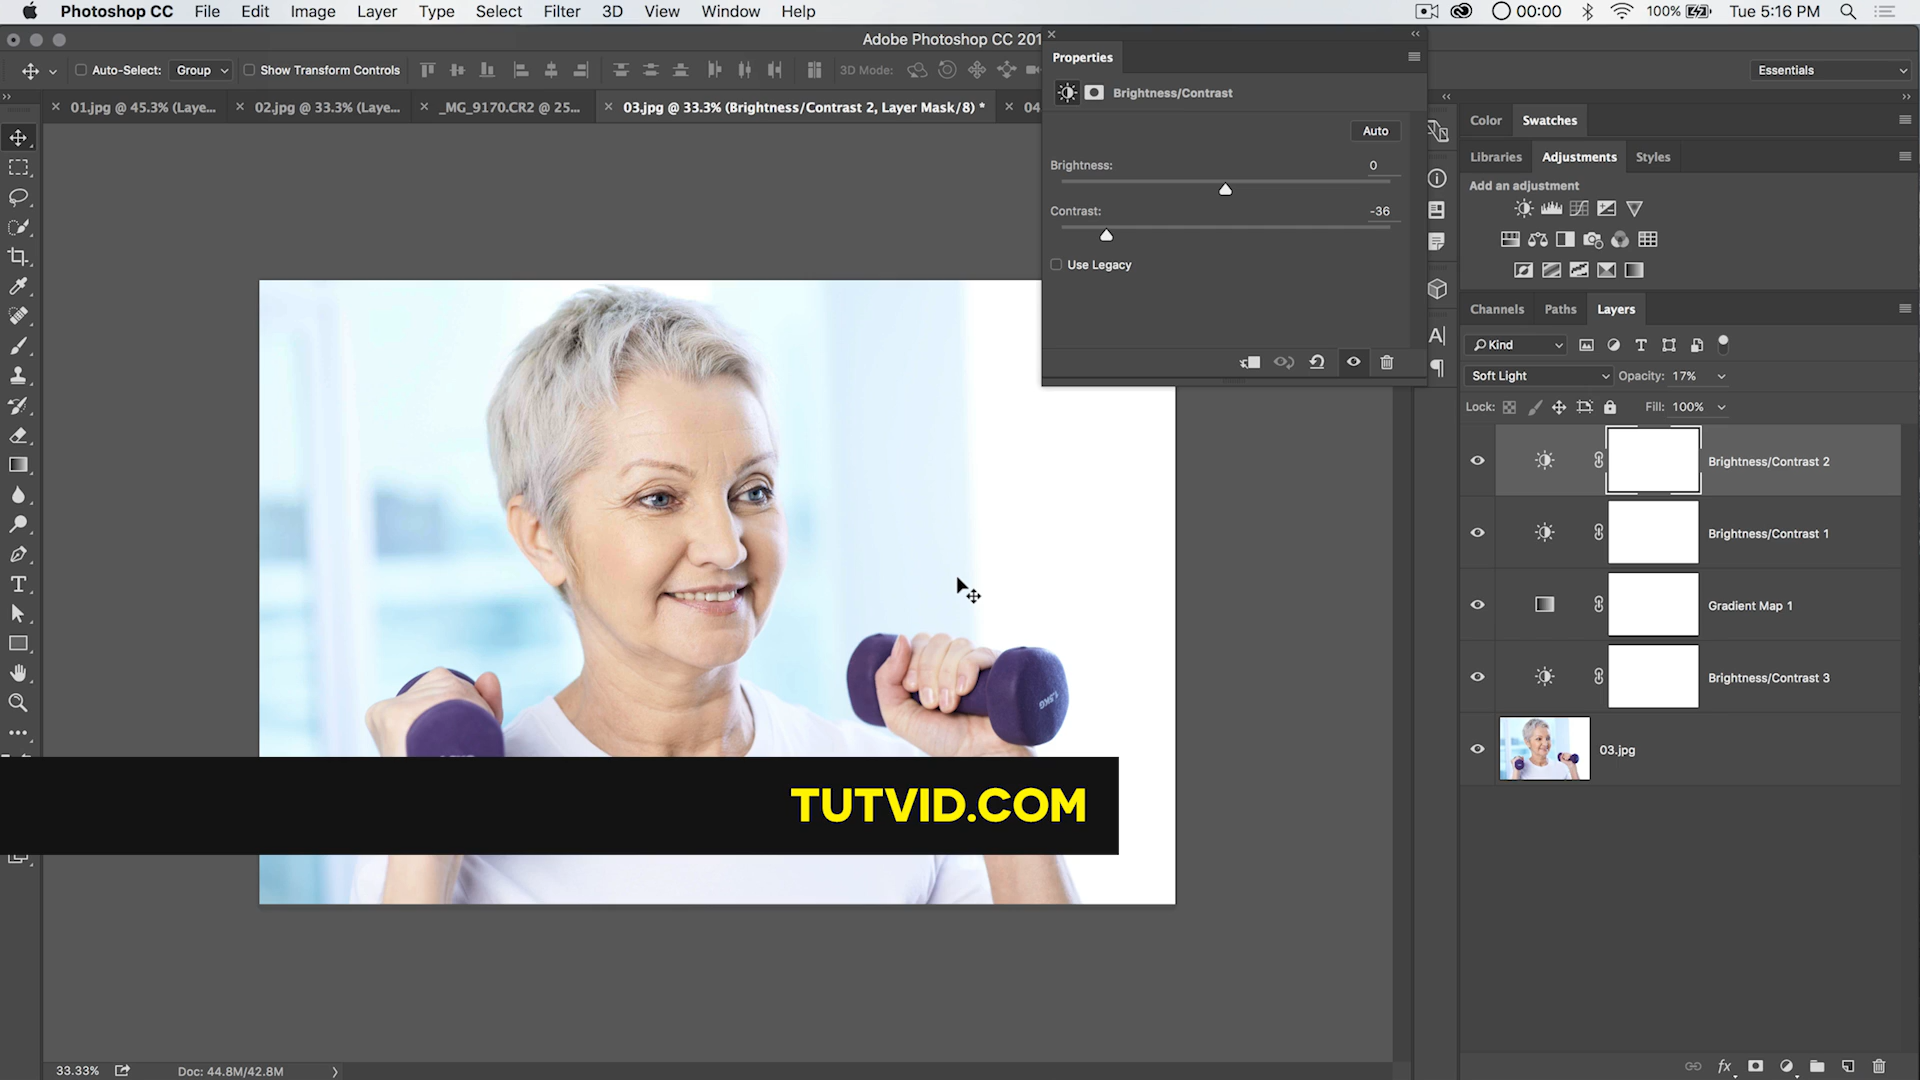 Photoshop CC File Edit Image Layer Type Select Filter 3D View Window Help 00:00 100% Tue 5:16 PM
Adobe Photoshop CC 201
Auto-Select: Group Show Transform Controls 3D Mode: Essentials
01.jpg @ 45.3% (Laye... 02.jpg @ 33.3% (Laye... _MG_9170.CR2 @ 25... 03.jpg @ 33.3% (Brightness/Contrast 2, Layer Mask/8) * 04
Properties
Brightness/Contrast
Auto
Brightness: 0
Contrast: -36
Use Legacy
Color Swatches
Libraries Adjustments Styles
Add an adjustment
Channels Paths Layers
Kind
Soft Light Opacity: 17%
Lock: Fill: 100%
Brightness/Contrast 2
Brightness/Contrast 1
Gradient Map 1
Brightness/Contrast 3
03.jpg
1.5KG
TUTVID.COM
33.33% Doc: 44.8M/42.8M